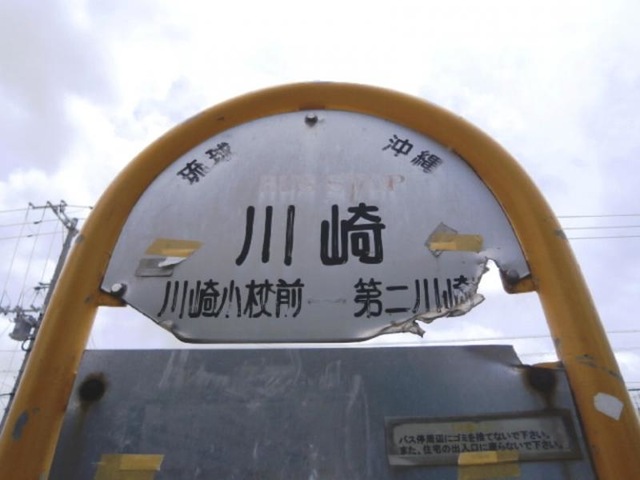 琉球 沖縄
BUS STOP
川崎
川崎小校前 第二川崎
バス停周辺にゴミを捨てないで下さい。
また、住宅の出入口に座らないで下さい。